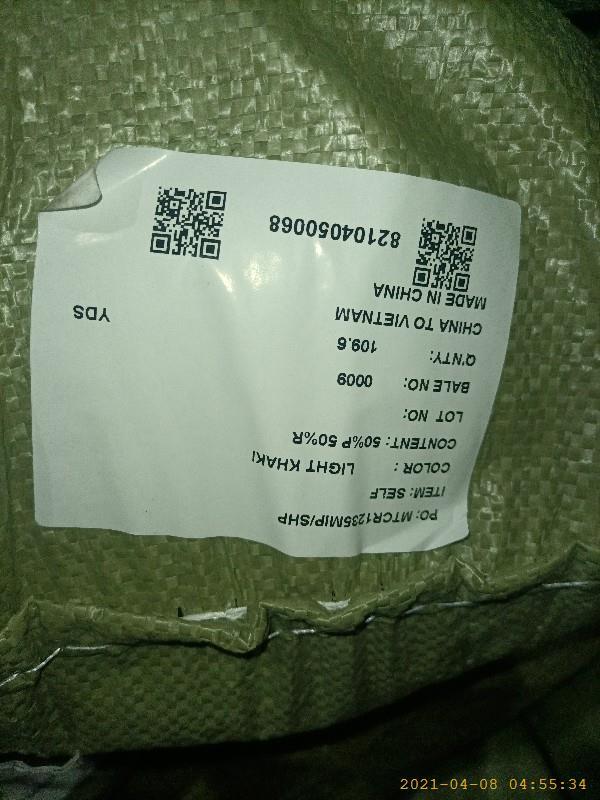 PO: MTCR1235MIP/SHP
ITEM: SELF
COLOR : LIGHT KHAKI
CONTENT: 50%P 50%R
LOT NO:
BALE NO: 0009
Q'NTY: 109.6 YDS
CHINA TO VIETNAM
MADE IN CHINA
82104050068
2021-04-08 04:55:34